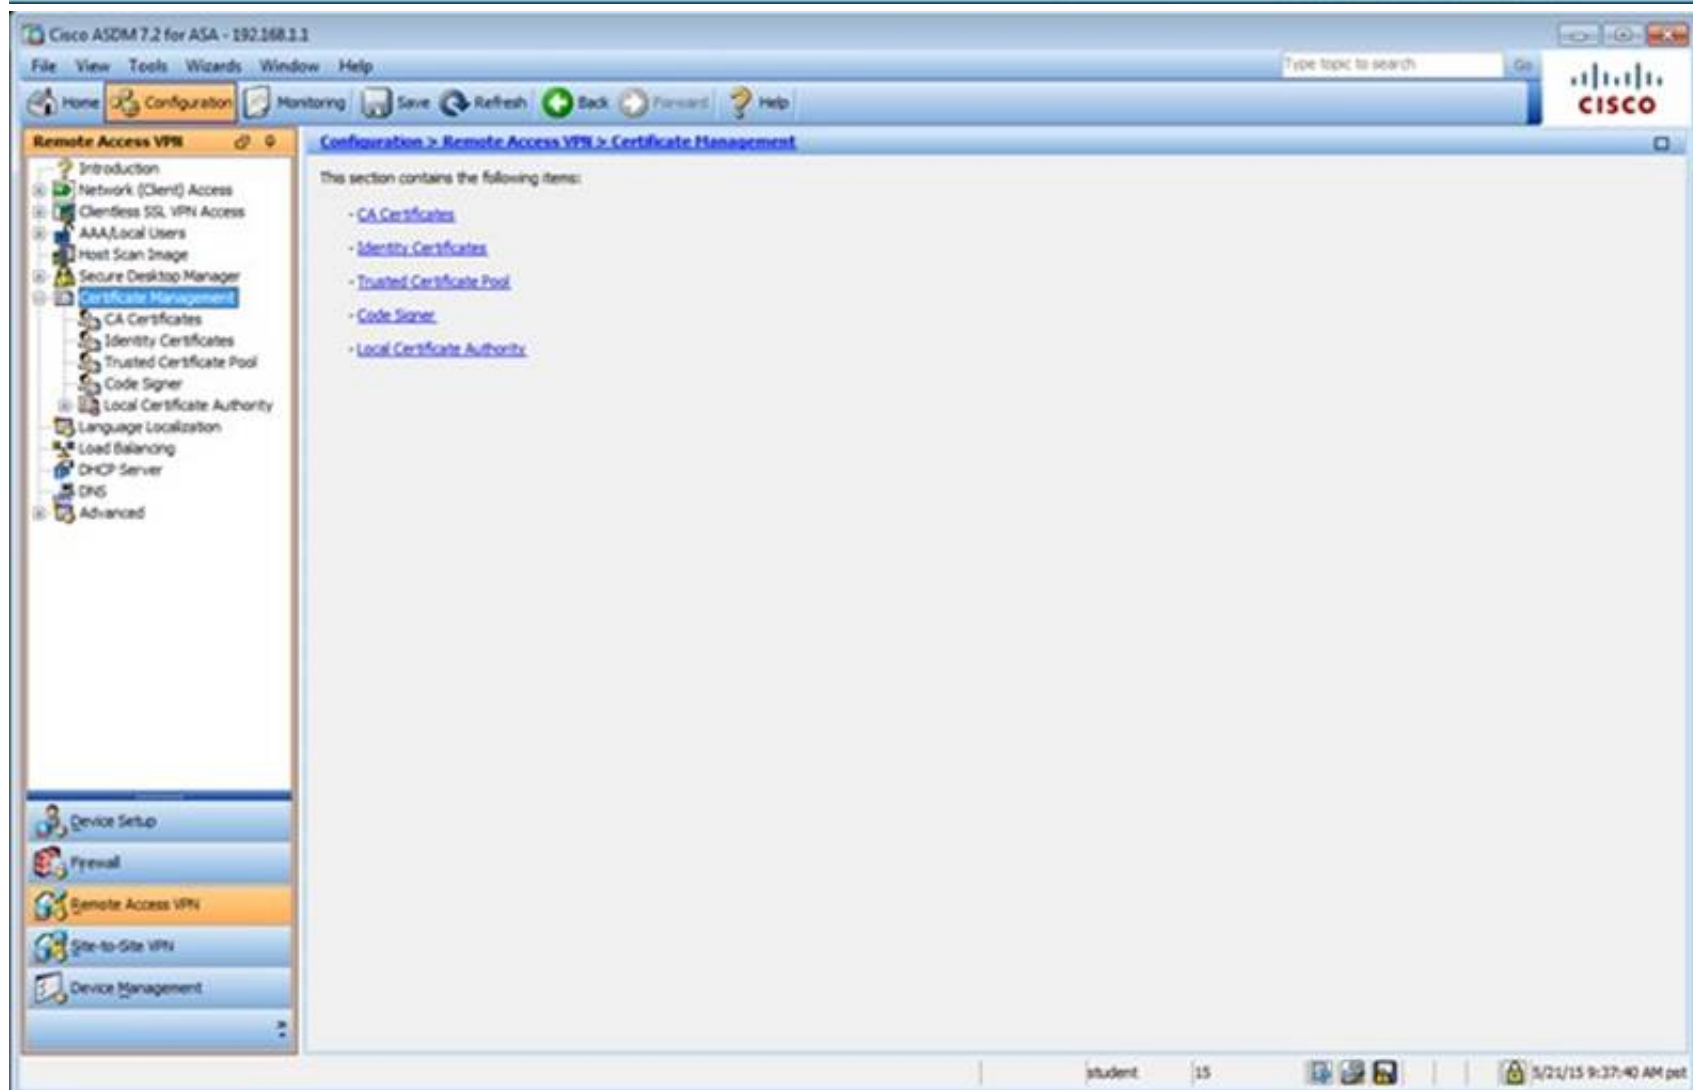 Cisco ASDM 7.2 for ASA - 192.168.1.1
File View Tools Wizards Window Help
Type topic to search Go
Home Configuration Monitoring Save Refresh Back Forward Help
CISCO
Remote Access VPN
Configuration > Remote Access VPN > Certificate Management
Introduction
Network (Client) Access
Clientless SSL VPN Access
AAA/Local Users
Host Scan Image
Secure Desktop Manager
Certificate Management
CA Certificates
Identity Certificates
Trusted Certificate Pool
Code Signer
Local Certificate Authority
Language Localization
Load Balancing
DHCP Server
DNS
Advanced
This section contains the following items:
- CA Certificates
- Identity Certificates
- Trusted Certificate Pool
- Code Signer
- Local Certificate Authority
Device Setup
Firewall
Remote Access VPN
Site-to-Site VPN
Device Management
student 15 5/21/15 9:37:40 AM pst